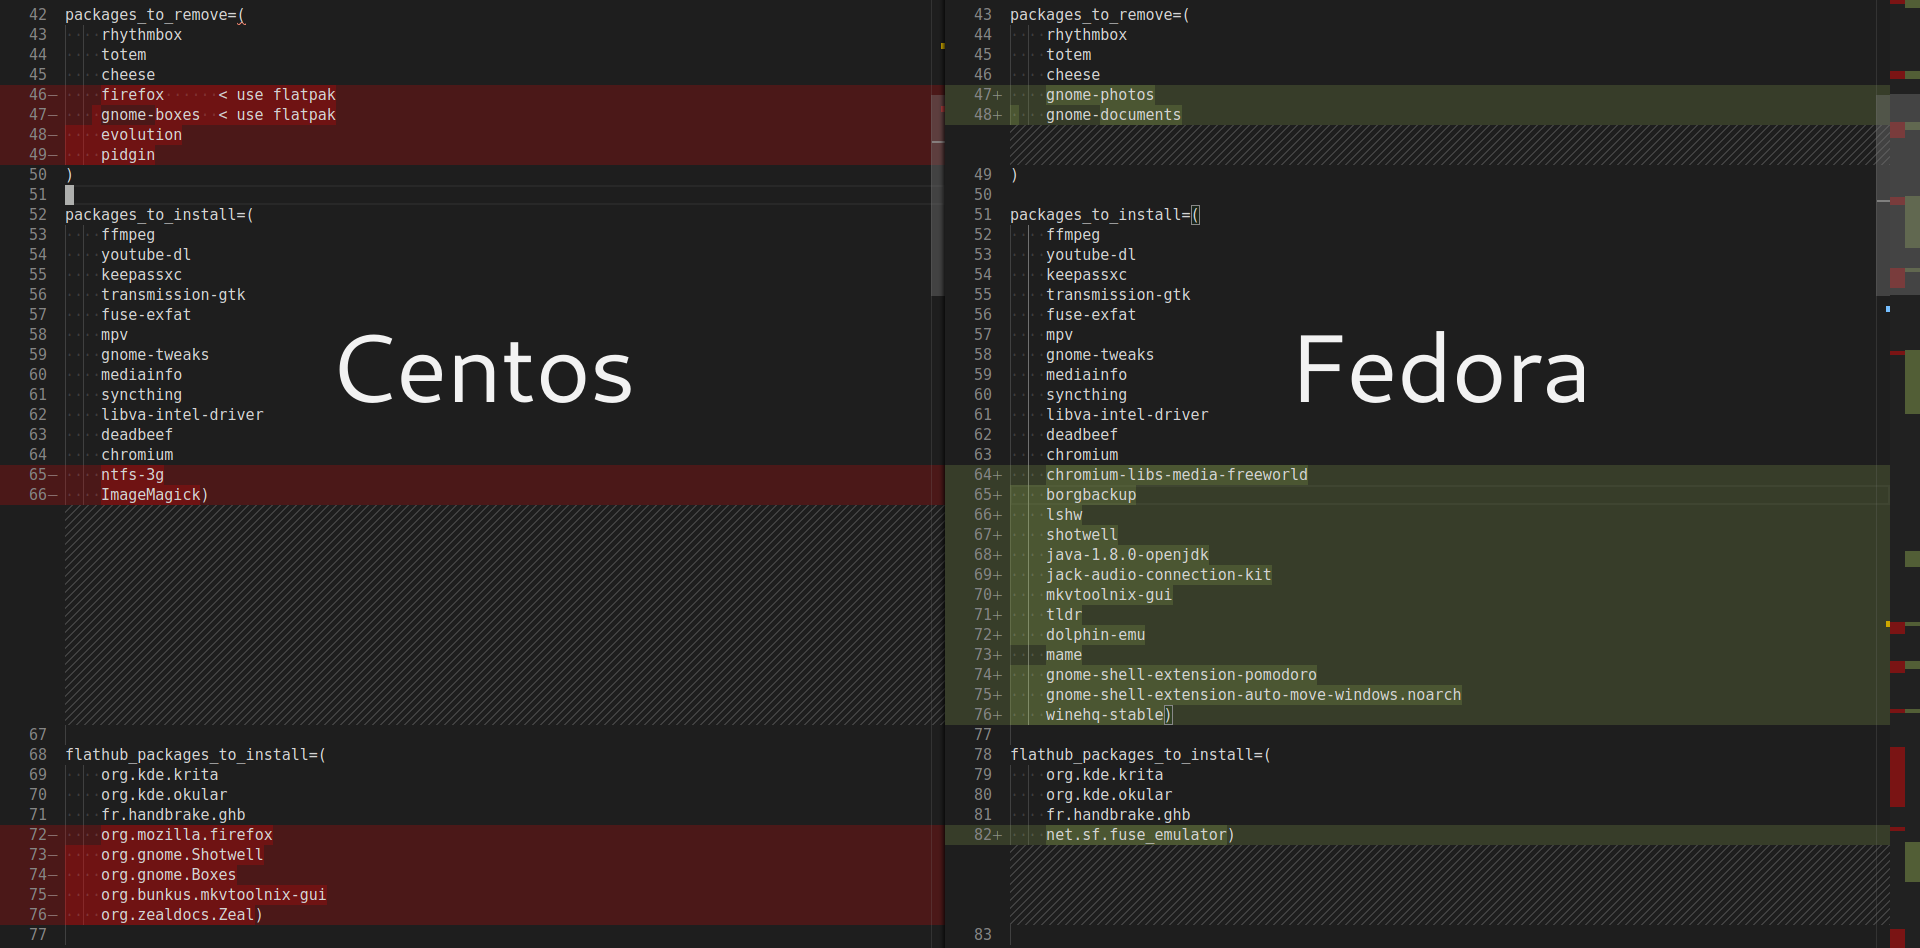 42 packages_to_remove=(
43 rhythmbox
44 totem
45 cheese
46– firefox < use flatpak
47– gnome-boxes < use flatpak
48– evolution
49– pidgin
50 )
51
52 packages_to_install=(
53 ffmpeg
54 youtube-dl
55 keepassxc
56 transmission-gtk
57 fuse-exfat
58 mpv
59 gnome-tweaks
60 mediainfo
61 syncthing
62 libva-intel-driver
63 deadbeef
64 chromium
65– ntfs-3g
66– ImageMagick)
67
68 flathub_packages_to_install=(
69 org.kde.krita
70 org.kde.okular
71 fr.handbrake.ghb
72– org.mozilla.firefox
73– org.gnome.Shotwell
74– org.gnome.Boxes
75– org.bunkus.mkvtoolnix-gui
76– org.zealdocs.Zeal)
77
Centos
43 packages_to_remove=(
44 rhythmbox
45 totem
46 cheese
47+ gnome-photos
48+ gnome-documents
49 )
50
51 packages_to_install=(
52 ffmpeg
53 youtube-dl
54 keepassxc
55 transmission-gtk
56 fuse-exfat
57 mpv
58 gnome-tweaks
59 mediainfo
60 syncthing
61 libva-intel-driver
62 deadbeef
63 chromium
64+ chromium-libs-media-freeworld
65+ borgbackup
66+ lshw
67+ shotwell
68+ java-1.8.0-openjdk
69+ jack-audio-connection-kit
70+ mkvtoolnix-gui
71+ tldr
72+ dolphin-emu
73+ mame
74+ gnome-shell-extension-pomodoro
75+ gnome-shell-extension-auto-move-windows.noarch
76+ winehq-stable)
77
78 flathub_packages_to_install=(
79 org.kde.krita
80 org.kde.okular
81 fr.handbrake.ghb
82+ net.sf.fuse_emulator)
83
Fedora